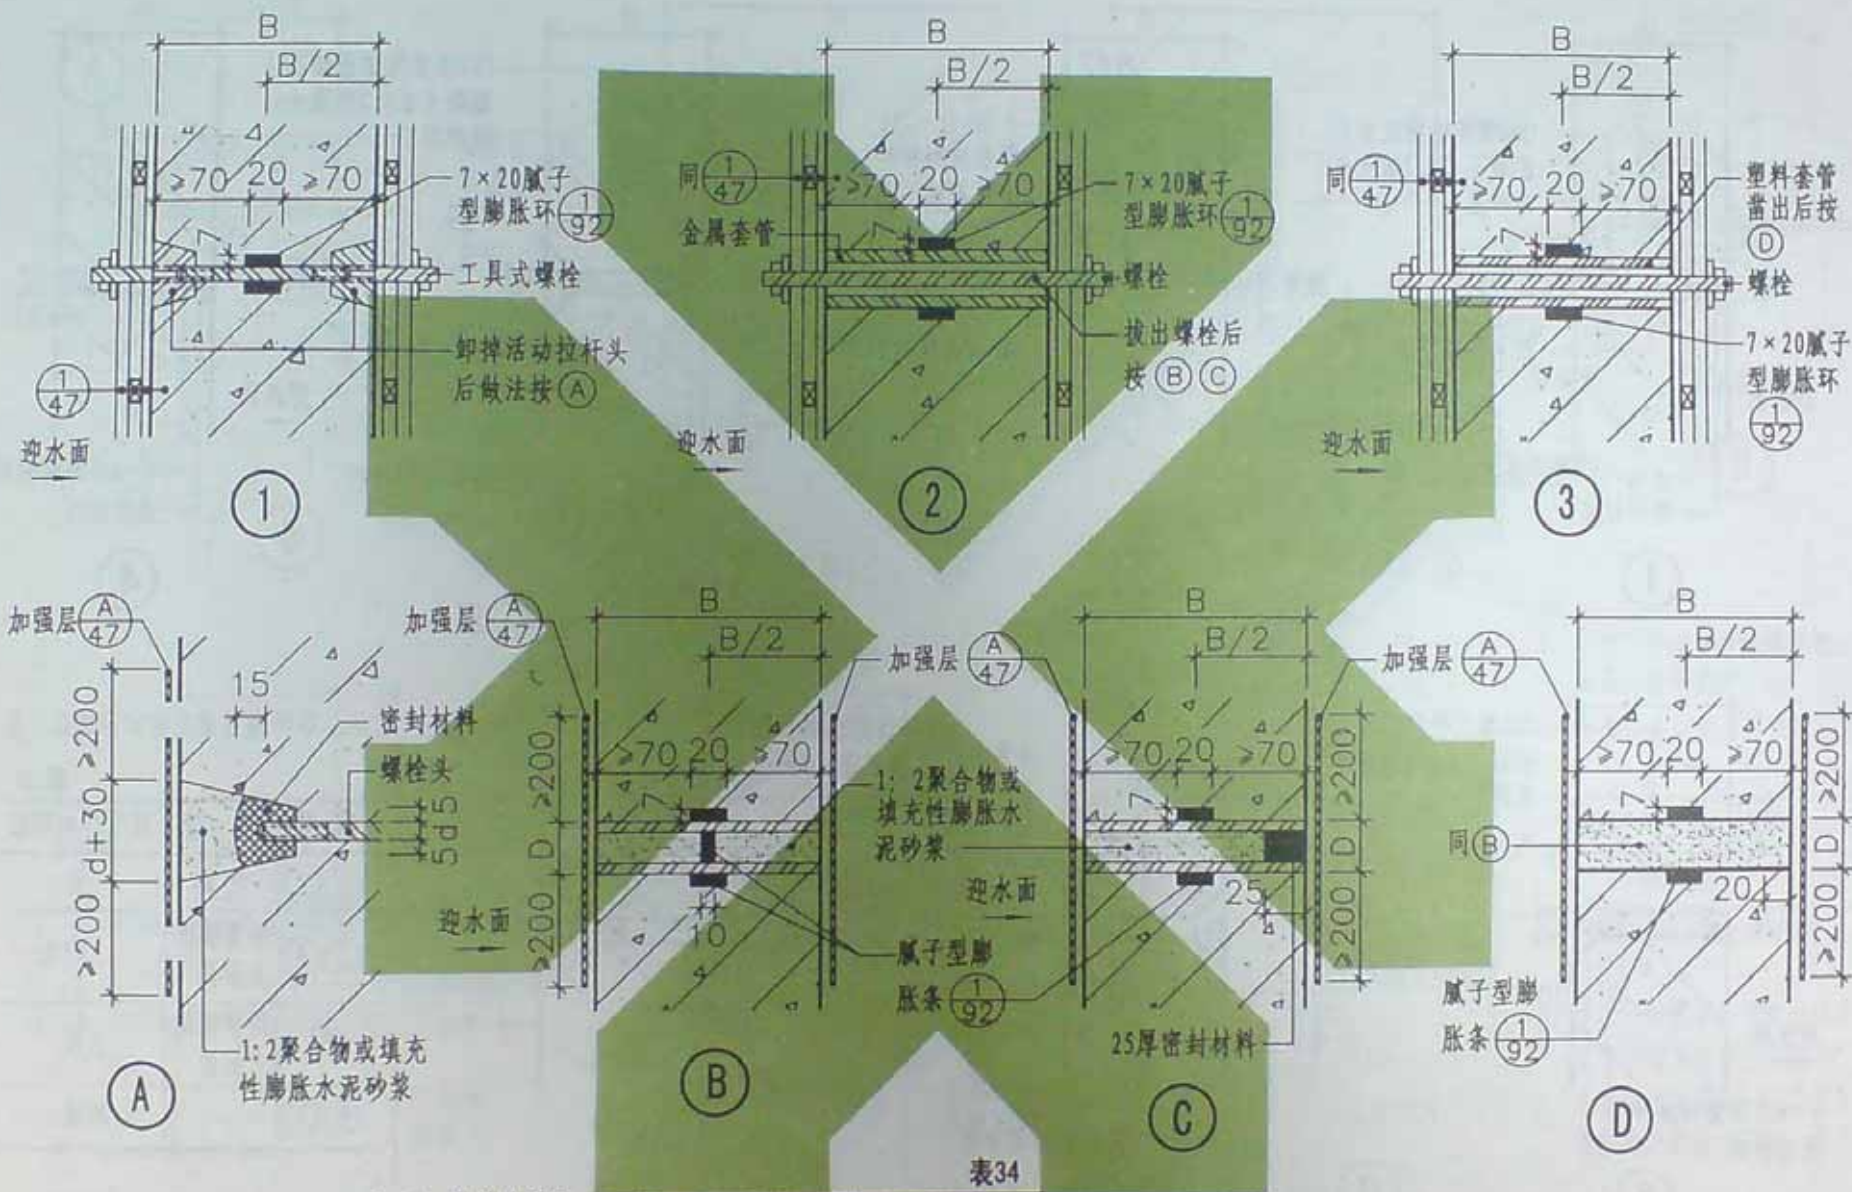 B
B/2
≥70 20 ≥70
7
7×20腻子
型膨胀环 1/92
工具式螺栓
卸掉活动拉杆头
后做法按 A
1/47
迎水面
1
B
B/2
同 1/47
≥70 20 ≥70
7
金属套管
7×20腻子
型膨胀环 1/92
螺栓
拔出螺栓后
按 B C
迎水面
2
B
B/2
同 1/47
≥70 20 ≥70
7
塑料套管
凿出后按
D
螺栓
7×20腻子
型膨胀环
1/92
迎水面
3
加强层 A/47
≥200
d+30
≥200
15
密封材料
螺栓头
5 d 5
1:2聚合物或填充
性膨胀水泥砂浆
A
加强层 A/47
B
B/2
≥70 20 ≥70
7
≥200
D
≥200
10
迎水面
腻子型膨
胀条 1/92
B
加强层 A/47
1:2聚合物或
填充性膨胀水
泥砂浆
B
B/2
≥70 20 ≥70
7
≥200
D
≥200
25
迎水面
25厚密封材料
C
加强层 A/47
B
B/2
≥70 20 ≥70
7
≥200
D
≥200
20
同 B
腻子型膨
胀条 1/92
D
表34